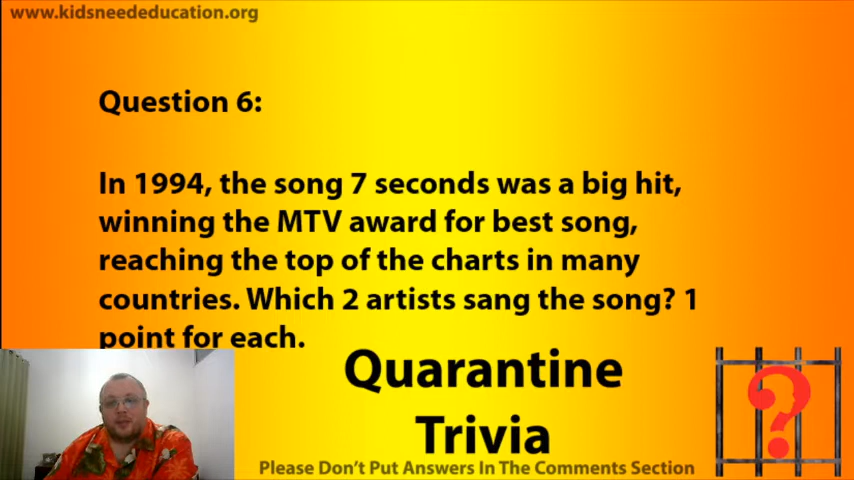 www.kidsneededucation.org
Question 6:
In 1994, the song 7 seconds was a big hit,
winning the MTV award for best song,
reaching the top of the charts in many
countries. Which 2 artists sang the song? 1
point for each.
Quarantine
Trivia
Please Don't Put Answers In The Comments Section